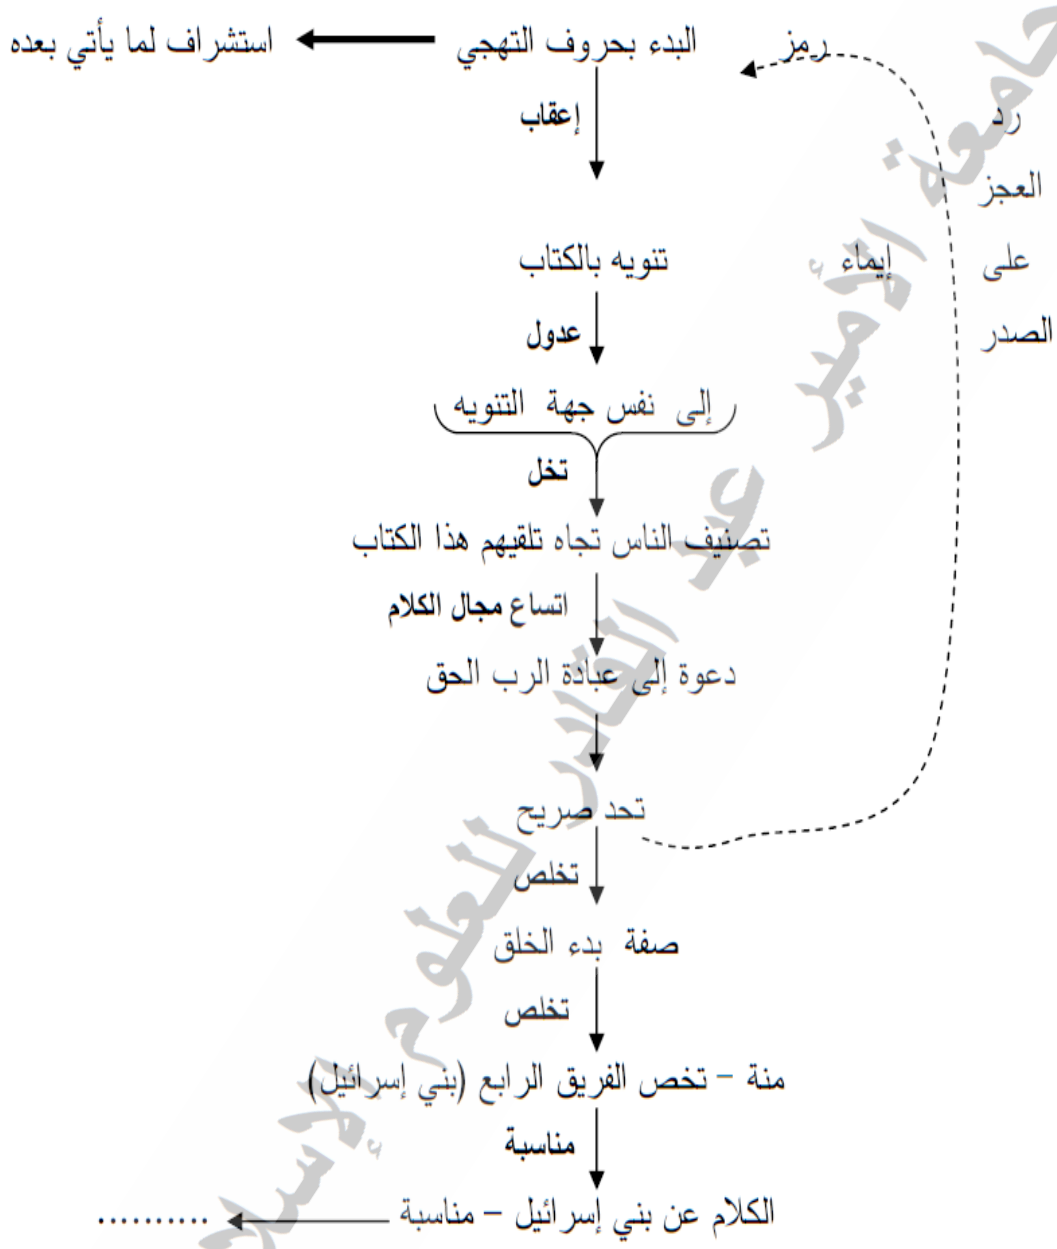 رمز البدء بحروف التهجي استشراف لما يأتي بعده
إعقاب
رد
العجز
على
الصدر
إيماء تنويه بالكتاب
عدول
إلى نفس جهة التنويه
تخل
تصنيف الناس تجاه تلقيهم هذا الكتاب
اتساع مجال الكلام
دعوة إلى عبادة الرب الحق
تحد صريح
تخلص
صفة بدء الخلق
تخلص
منة – تخص الفريق الرابع (بني إسرائيل)
مناسبة
الكلام عن بني إسرائيل – مناسبة ..........
جامعة الأمير عبد القادر للعلوم الإسلا